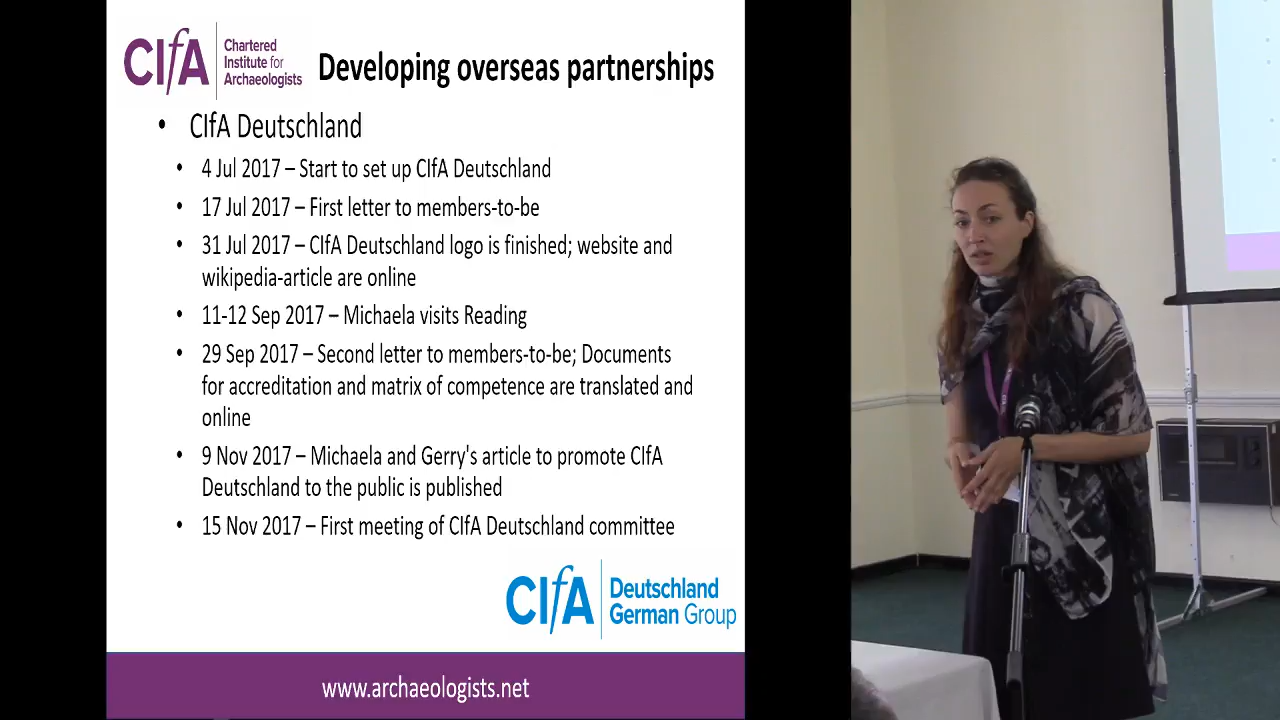 CIfA
Chartered
Institute for
Archaeologists
Developing overseas partnerships
• CIfA Deutschland
• 4 Jul 2017 – Start to set up CIfA Deutschland
• 17 Jul 2017 – First letter to members-to-be
• 31 Jul 2017 – CIfA Deutschland logo is finished; website and
wikipedia-article are online
• 11-12 Sep 2017 – Michaela visits Reading
• 29 Sep 2017 – Second letter to members-to-be; Documents
for accreditation and matrix of competence are translated and
online
• 9 Nov 2017 – Michaela and Gerry's article to promote CIfA
Deutschland to the public is published
• 15 Nov 2017 – First meeting of CIfA Deutschland committee
CIfA
Deutschland
German Group
www.archaeologists.net